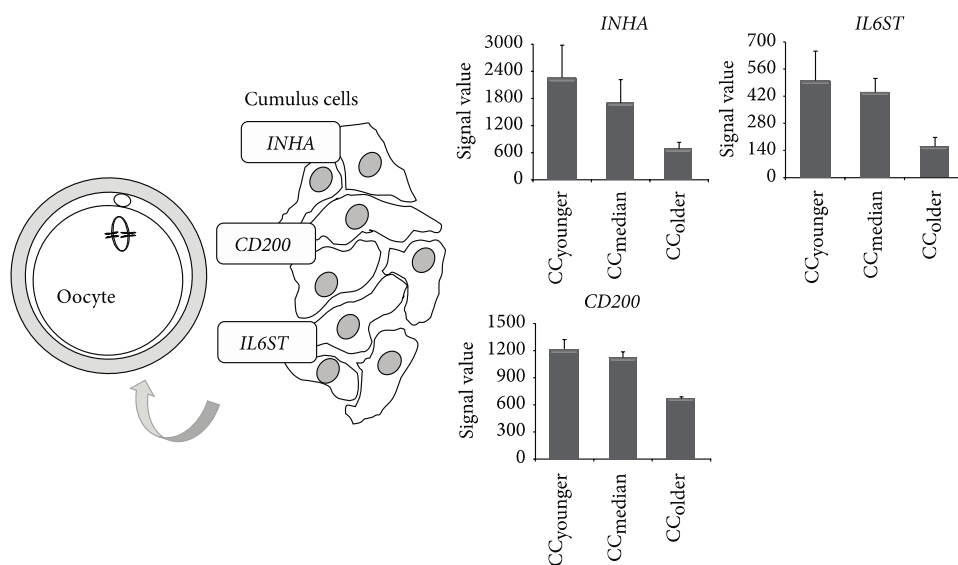 Cumulus cells
INHA
CD200
IL6ST
Oocyte
INHA
Signal value
3000
2400
1800
1200
600
0
CCyounger
CCmedian
CColder
IL6ST
Signal value
700
560
420
280
140
0
CCyounger
CCmedian
CColder
CD200
Signal value
1500
1200
900
600
300
0
CCyounger
CCmedian
CColder